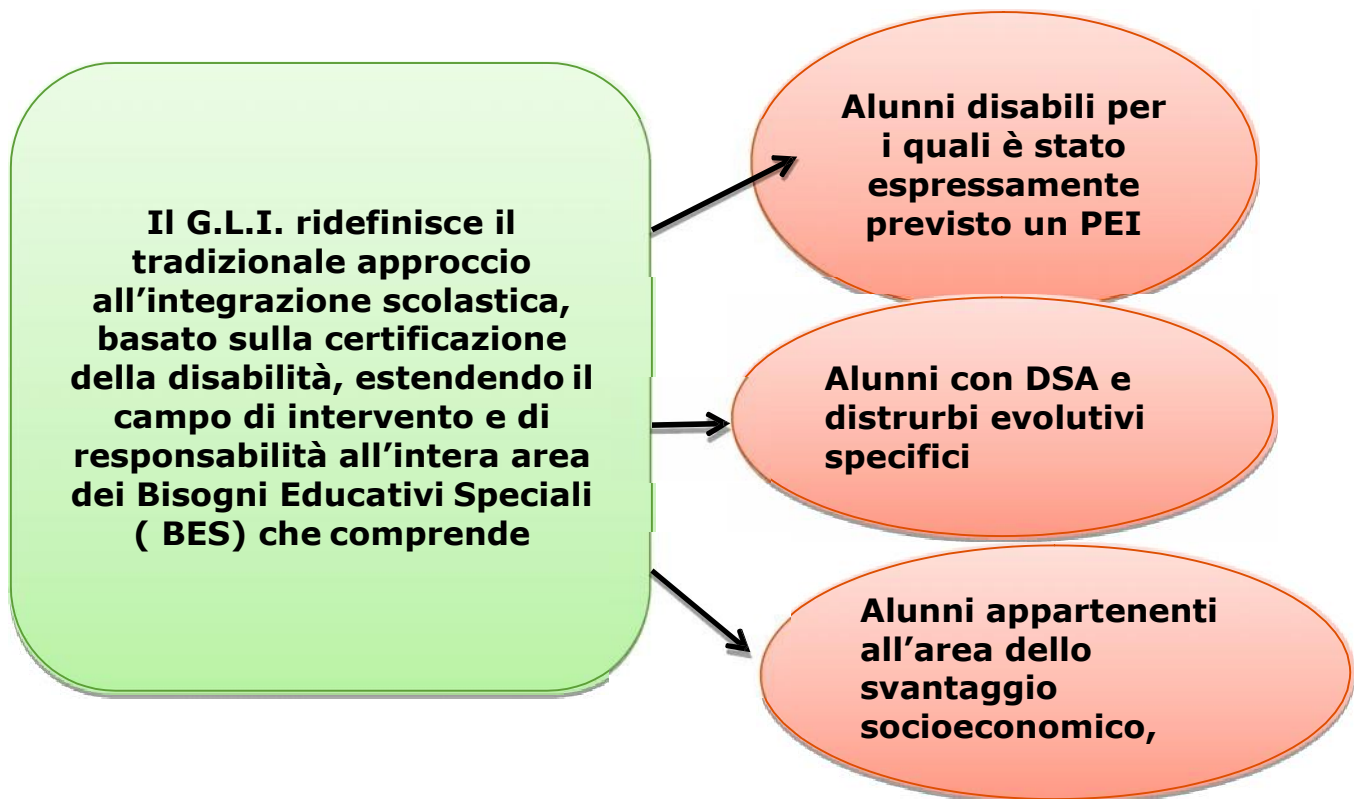 Il G.L.I. ridefinisce il
tradizionale approccio
all’integrazione scolastica,
basato sulla certificazione
della disabilità, estendendo il
campo di intervento e di
responsabilità all’intera area
dei Bisogni Educativi Speciali
( BES) che comprende
Alunni disabili per
i quali è stato
espressamente
previsto un PEI
Alunni con DSA e
distrurbi evolutivi
specifici
Alunni appartenenti
all’area dello
svantaggio
socioeconomico,